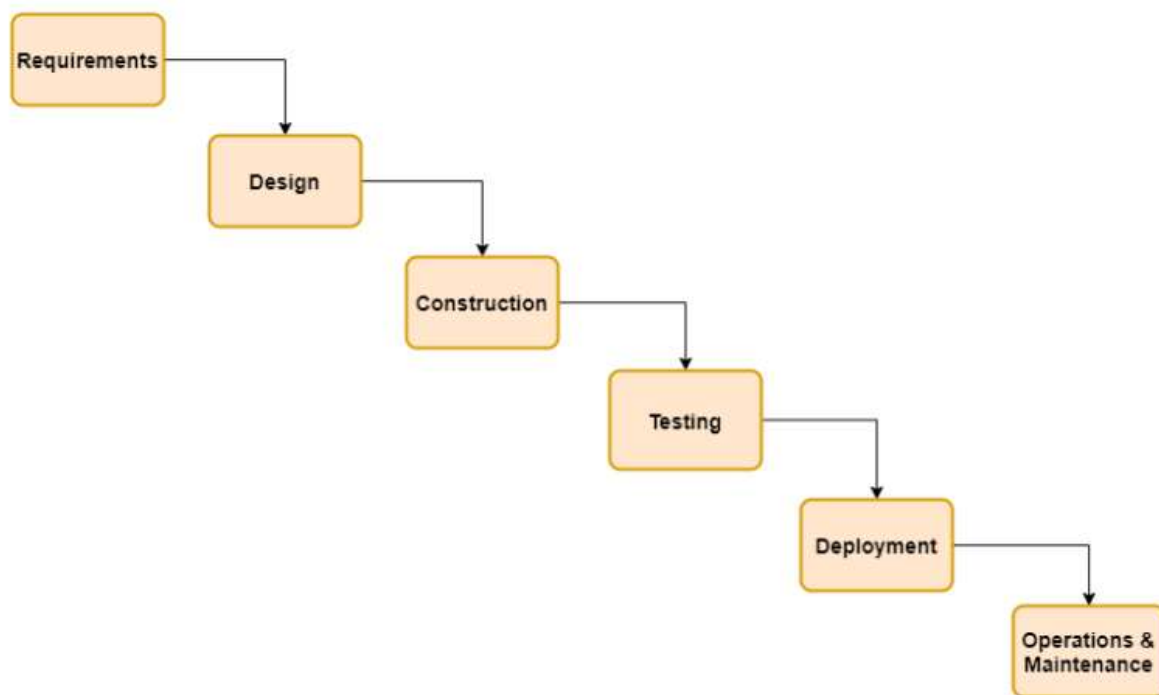 Requirements
Design
Construction
Testing
Deployment
Operations &
Maintenance